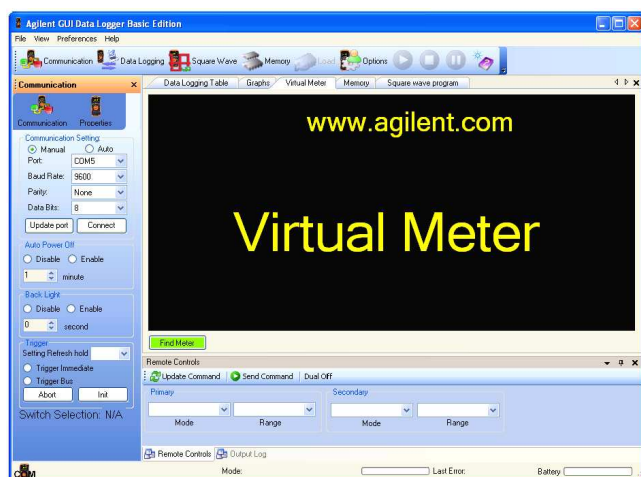 Agilent GUI Data Logger Basic Edition
File View Preferences Help
Communication Data Logging Square Wave Memory Load Options
Communication x
Data Logging Table Graphs Virtual Meter Memory Square wave program
Communication Properties
Communication Setting:
Manual Auto
Port: COM5
Baud Rate: 9600
Parity: None
Data Bits: 8
Update port Connect
Auto Power Off
Disable Enable
1 minute
Back Light
Disable Enable
0 second
Trigger
Setting Refresh hold
Trigger Immediate
Trigger Bus
Abort Init
Switch Selection: N/A
www.agilent.com
Virtual Meter
Find Meter
Remote Controls
Update Command Send Command Dual Off
Primary Secondary
Mode Range Mode Range
Remote Controls Output Log
COM Mode: Last Error: Battery